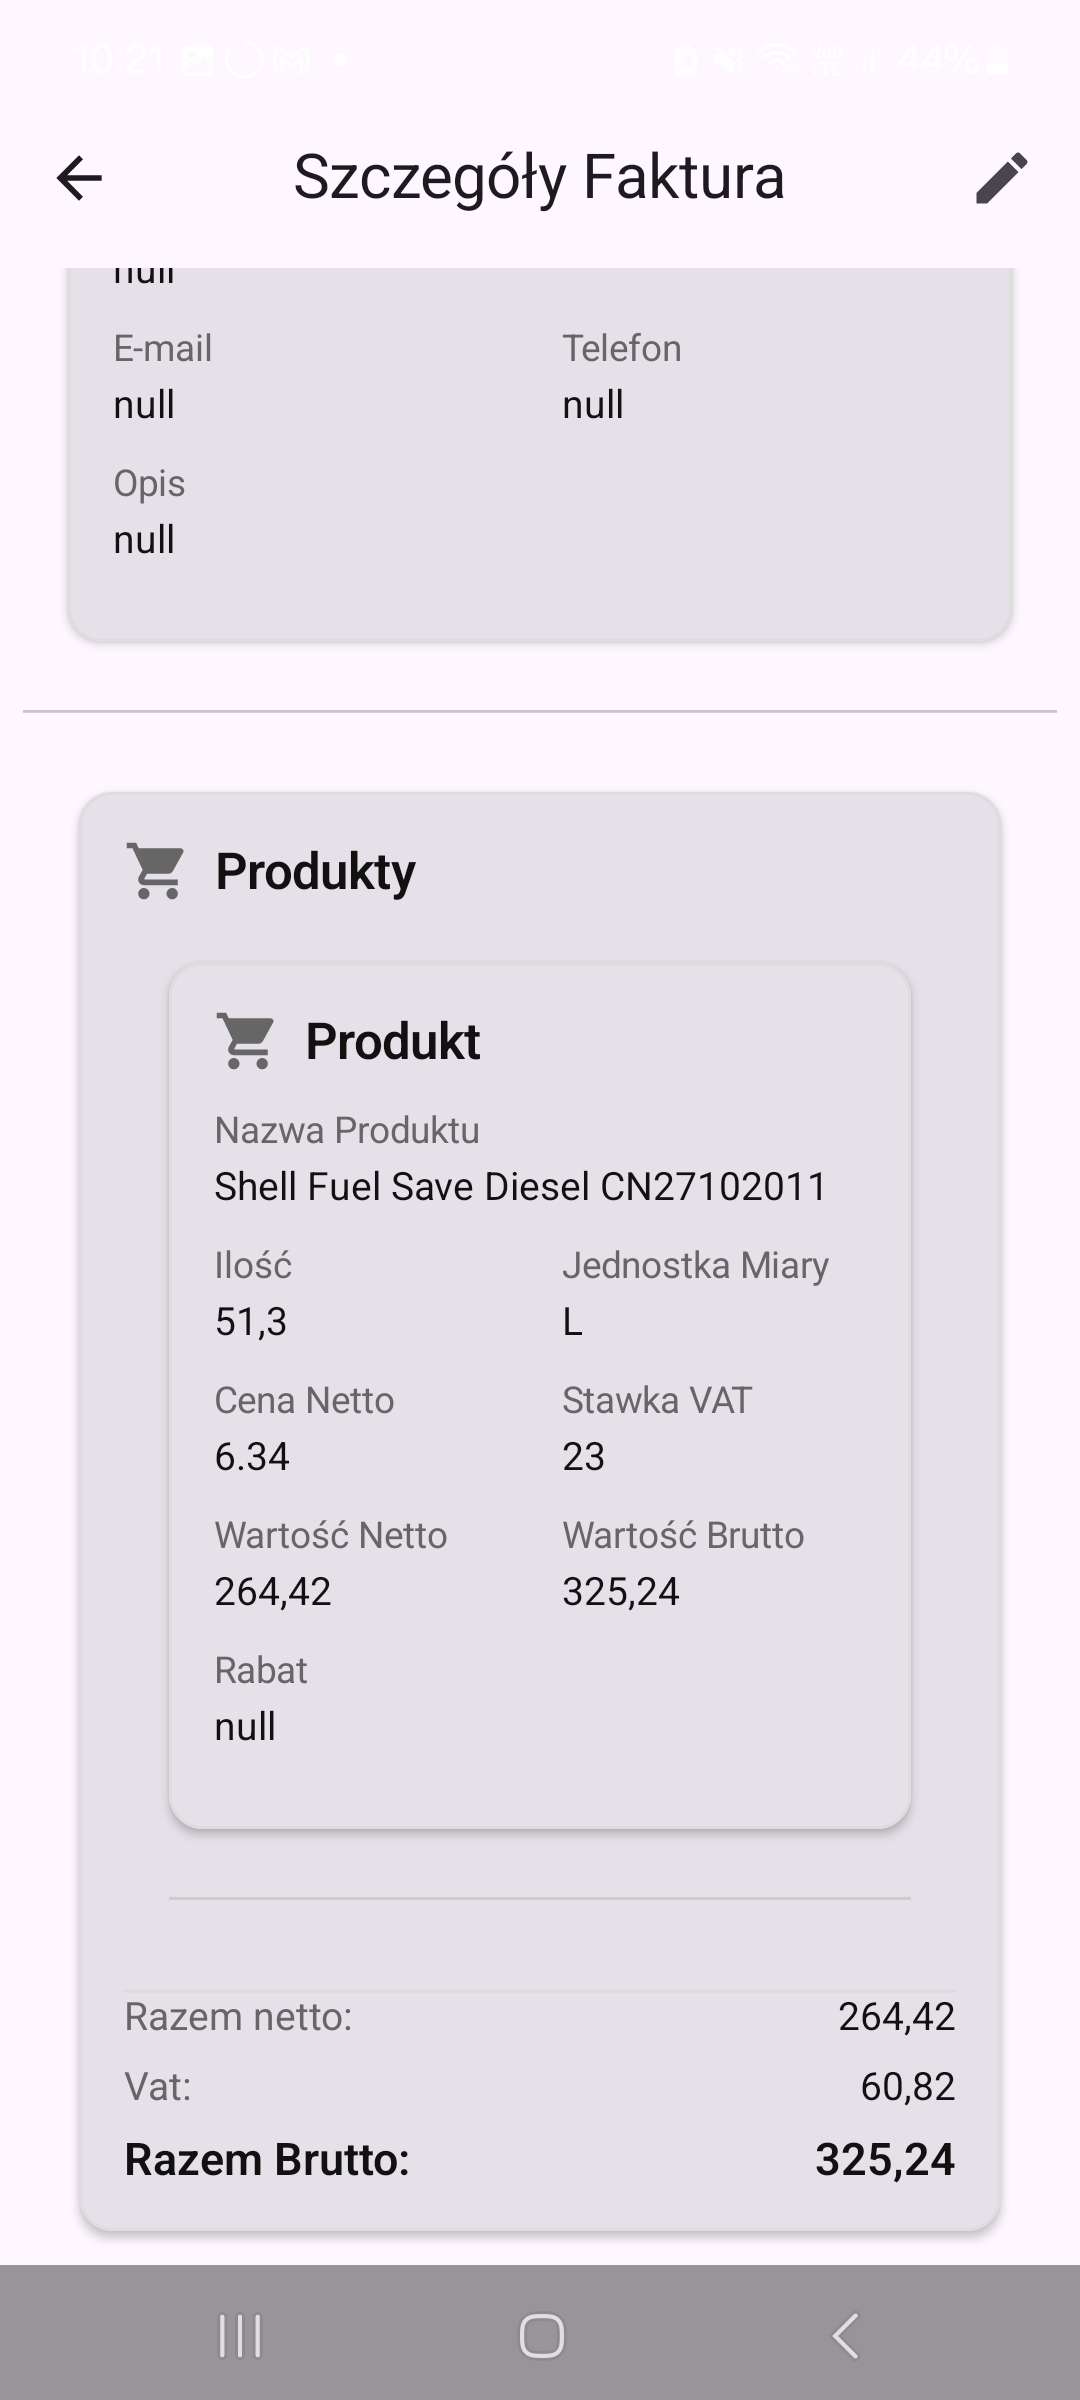 10:21 44%
Szczegóły Faktura
null
E-mail Telefon
null null
Opis
null
Produkty
Produkt
Nazwa Produktu
Shell Fuel Save Diesel CN27102011
Ilość Jednostka Miary
51,3 L
Cena Netto Stawka VAT
6.34 23
Wartość Netto Wartość Brutto
264,42 325,24
Rabat
null
Razem netto: 264,42
Vat: 60,82
Razem Brutto: 325,24